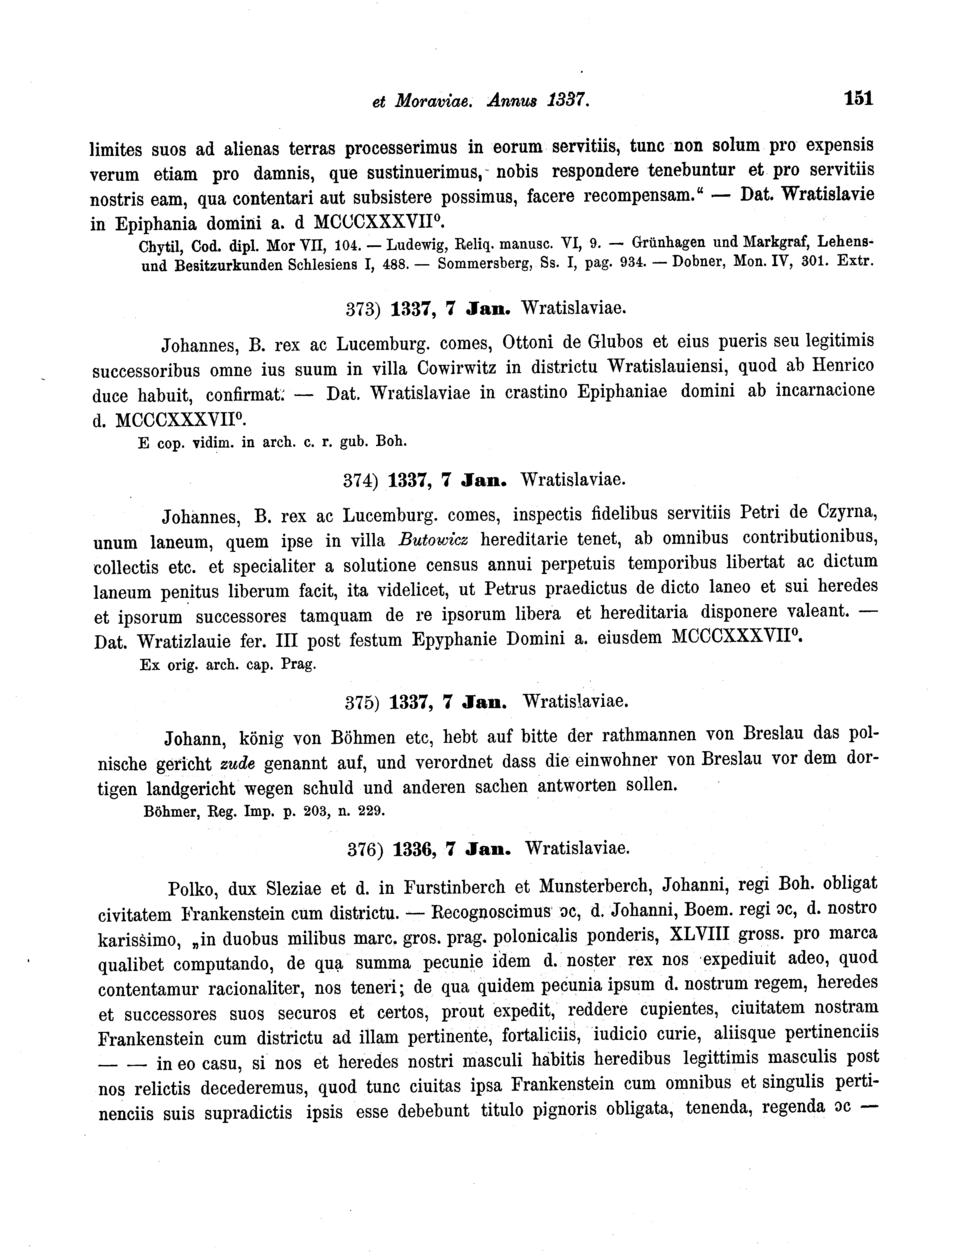 et Moraviae. Annus 1337. 151
limites suos ad alienas terras processerimus in eorum servitiis, tunc non solum pro expensis
verum etiam pro damnis, que sustinuerimus, nobis respondere tenebuntur et pro servitiis
nostris eam, qua contentari aut subsistere possimus, facere recompensam.“ — Dat. Wratislavie
in Epiphania domini a. d MCCCXXXVII⁰.
Chytil, Cod. dipl. Mor VII, 104. — Ludewig, Reliq. manusc. VI, 9. — Grünhagen und Markgraf, Lehens-
und Besitzurkunden Schlesiens I, 488. — Sommersberg, Ss. I, pag. 934. — Dobner, Mon. IV, 301. Extr.
373) 1337, 7 Jan. Wratislaviae.
Johannes, B. rex ac Lucemburg. comes, Ottoni de Glubos et eius pueris seu legitimis
successoribus omne ius suum in villa Cowirwitz in districtu Wratislauiensi, quod ab Henrico
duce habuit, confirmat: — Dat. Wratislaviae in crastino Epiphaniae domini ab incarnacione
d. MCCCXXXVII⁰.
E cop. vidim. in arch. c. r. gub. Boh.
374) 1337, 7 Jan. Wratislaviae.
Johannes, B. rex ac Lucemburg. comes, inspectis fidelibus servitiis Petri de Czyrna,
unum laneum, quem ipse in villa Butowicz hereditarie tenet, ab omnibus contributionibus,
collectis etc. et specialiter a solutione census annui perpetuis temporibus libertat ac dictum
laneum penitus liberum facit, ita videlicet, ut Petrus praedictus de dicto laneo et sui heredes
et ipsorum successores tamquam de re ipsorum libera et hereditaria disponere valeant. —
Dat. Wratizlauie fer. III post festum Epyphanie Domini a. eiusdem MCCCXXXVII⁰.
Ex orig. arch. cap. Prag.
375) 1337, 7 Jan. Wratislaviae.
Johann, könig von Böhmen etc, hebt auf bitte der rathmannen von Breslau das pol-
nische gericht zude genannt auf, und verordnet dass die einwohner von Breslau vor dem dor-
tigen landgericht wegen schuld und anderen sachen antworten sollen.
Böhmer, Reg. Imp. p. 203, n. 229.
376) 1336, 7 Jan. Wratislaviae.
Polko, dux Sleziae et d. in Furstinberch et Munsterberch, Johanni, regi Boh. obligat
civitatem Frankenstein cum districtu. — Recognoscimus ɔc, d. Johanni, Boem. regi ɔc, d. nostro
karissimo, „in duobus milibus marc. gros. prag. polonicalis ponderis, XLVIII gross. pro marca
qualibet computando, de qua summa pecunie idem d. noster rex nos expediuit adeo, quod
contentamur racionaliter, nos teneri; de qua quidem pecunia ipsum d. nostrum regem, heredes
et successores suos securos et certos, prout expedit, reddere cupientes, ciuitatem nostram
Frankenstein cum districtu ad illam pertinente, fortaliciis, iudicio curie, aliisque pertinenciis
— — in eo casu, si nos et heredes nostri masculi habitis heredibus legittimis masculis post
nos relictis decederemus, quod tunc ciuitas ipsa Frankenstein cum omnibus et singulis perti-
nenciis suis supradictis ipsis esse debebunt titulo pignoris obligata, tenenda, regenda ɔc —